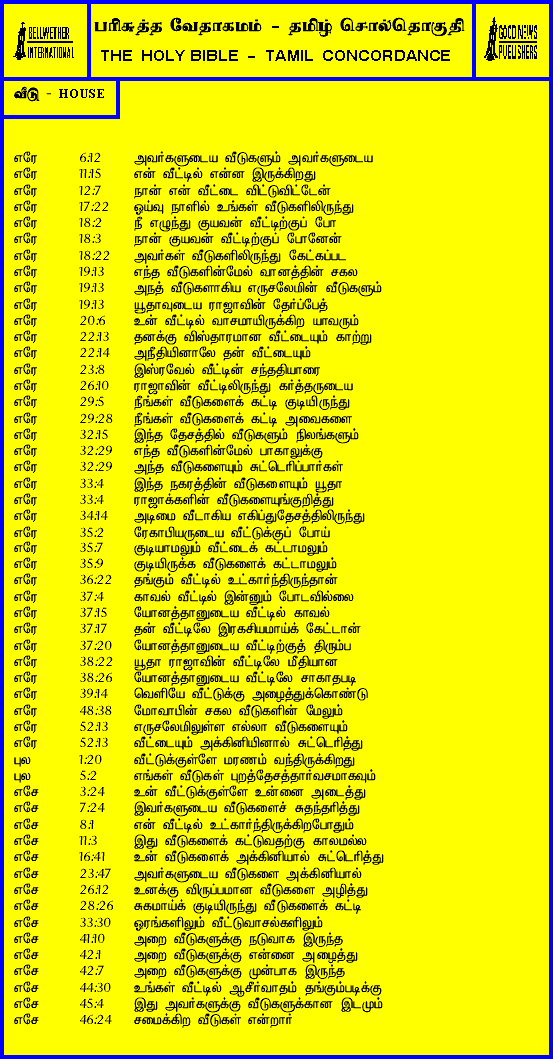 BELLWETHER
INTERNATIONAL
பரிசுத்த வேதாகமம் - தமிழ் சொல்தொகுதி
THE HOLY BIBLE - TAMIL CONCORDANCE
GOOD NEWS
PUBLISHERS
வீடு - HOUSE
எரே 6:12 அவர்களுடைய வீடுகளும் அவர்களுடைய
எரே 11:15 என் வீட்டில் என்ன இருக்கிறது
எரே 12:7 நான் என் வீட்டை விட்டுவிட்டேன்
எரே 17:22 ஓய்வு நாளில் உங்கள் வீடுகளிலிருந்து
எரே 18:2 நீ எழுந்து குயவன் வீட்டிற்குப் போ
எரே 18:3 நான் குயவன் வீட்டிற்குப் போனேன்
எரே 18:22 அவர்கள் வீடுகளிலிருந்து கேட்கப்பட
எரே 19:13 எந்த வீடுகளின்மேல் வானத்தின் சகல
எரே 19:13 அநத் வீடுகளாகிய எருசலேமின் வீடுகளும்
எரே 19:13 யூதாவுடைய ராஜாவின் தேர்ப்பேத்
எரே 20:6 உன் வீட்டில் வாசமாயிருக்கிற யாவரும்
எரே 22:13 தனக்கு விஸ்தாரமான வீட்டையும் காற்று
எரே 22:14 அநீதியினாலே தன் வீட்டையும்
எரே 23:8 இஸ்ரவேல் வீட்டின் சந்ததியாரை
எரே 26:10 ராஜாவின் வீட்டிலிருந்து கர்த்தருடைய
எரே 29:5 நீங்கள் வீடுகளைக் கட்டி குடியிருந்து
எரே 29:28 நீங்கள் வீடுகளைக் கட்டி அவைகளை
எரே 32:15 இந்த தேசத்தில் வீடுகளும் நிலங்களும்
எரே 32:29 எந்த வீடுகளின்மேல் பாகாலுக்கு
எரே 32:29 அந்த வீடுகளையும் சுட்டெரிப்பார்கள்
எரே 33:4 இந்த நகரத்தின் வீடுகளையும் யூதா
எரே 33:4 ராஜாக்களின் வீடுகளையுங்குறித்து
எரே 34:14 அடிமை வீடாகிய எகிப்துதேசத்திலிருந்து
எரே 35:2 ரேகாபியருடைய வீட்டுக்குப் போய்
எரே 35:7 குடியாமலும் வீட்டைக் கட்டாமலும்
எரே 35:9 குடியிருக்க வீடுகளைக் கட்டாமலும்
எரே 36:22 தங்கும் வீட்டில் உட்கார்ந்திருந்தான்
எரே 37:4 காவல் வீட்டில் இன்னும் போடவில்லை
எரே 37:15 யோனத்தானுடைய வீட்டில் காவல்
எரே 37:17 தன் வீட்டிலே இரகசியமாய்க் கேட்டான்
எரே 37:20 யோனத்தானுடைய வீட்டிற்குத் திரும்ப
எரே 38:22 யூதா ராஜாவின் வீட்டிலே மீதியான
எரே 38:26 யோனத்தானுடைய வீட்டிலே சாகாதபடி
எரே 39:14 வெளியே வீட்டுக்கு அழைத்துக்கொண்டு
எரே 48:38 மோவாபின் சகல வீடுகளின் மேலும்
எரே 52:13 எருசலேமிலுள்ள எல்லா வீடுகளையும்
எரே 52:13 வீட்டையும் அக்கினியினால் சுட்டெரித்து
புல 1:20 வீட்டுக்குள்ளே மரணம் வந்திருக்கிறது
புல 5:2 எங்கள் வீடுகள் புறத்தேசத்தார்வசமாகவும்
எசே 3:24 உன் வீட்டுக்குள்ளே உன்னை அடைத்து
எசே 7:24 இவர்களுடைய வீடுகளைச் சுதந்தரித்து
எசே 8:1 என் வீட்டில் உட்கார்ந்திருக்கிறபோதும்
எசே 11:3 இது வீடுகளைக் கட்டுவதற்கு காலமல்ல
எசே 16:41 உன் வீடுகளைக் அக்கினியால் சுட்டெரித்து
எசே 23:47 அவர்களுடைய வீடுகளை அக்கினியால்
எசே 26:12 உனக்கு விருப்பமான வீடுகளை அழித்து
எசே 28:26 சுகமாய்க் குடியிருந்து வீடுகளைக் கட்டி
எசே 33:30 ஓரங்களிலும் வீட்டுவாசல்களிலும்
எசே 41:10 அறை வீடுகளுக்கு நடுவாக இருந்த
எசே 42:1 அறை வீடுகளுக்கு என்னை அழைத்து
எசே 42:7 அறை வீடுகளுக்கு முன்பாக இருந்த
எசே 44:30 உங்கள் வீட்டில் ஆசீர்வாதம் தங்கும்படிக்கு
எசே 45:4 இது அவர்களுக்கு வீடுகளுக்கான இடமும்
எசே 46:24 சமைக்கிற வீடுகள் என்றார்